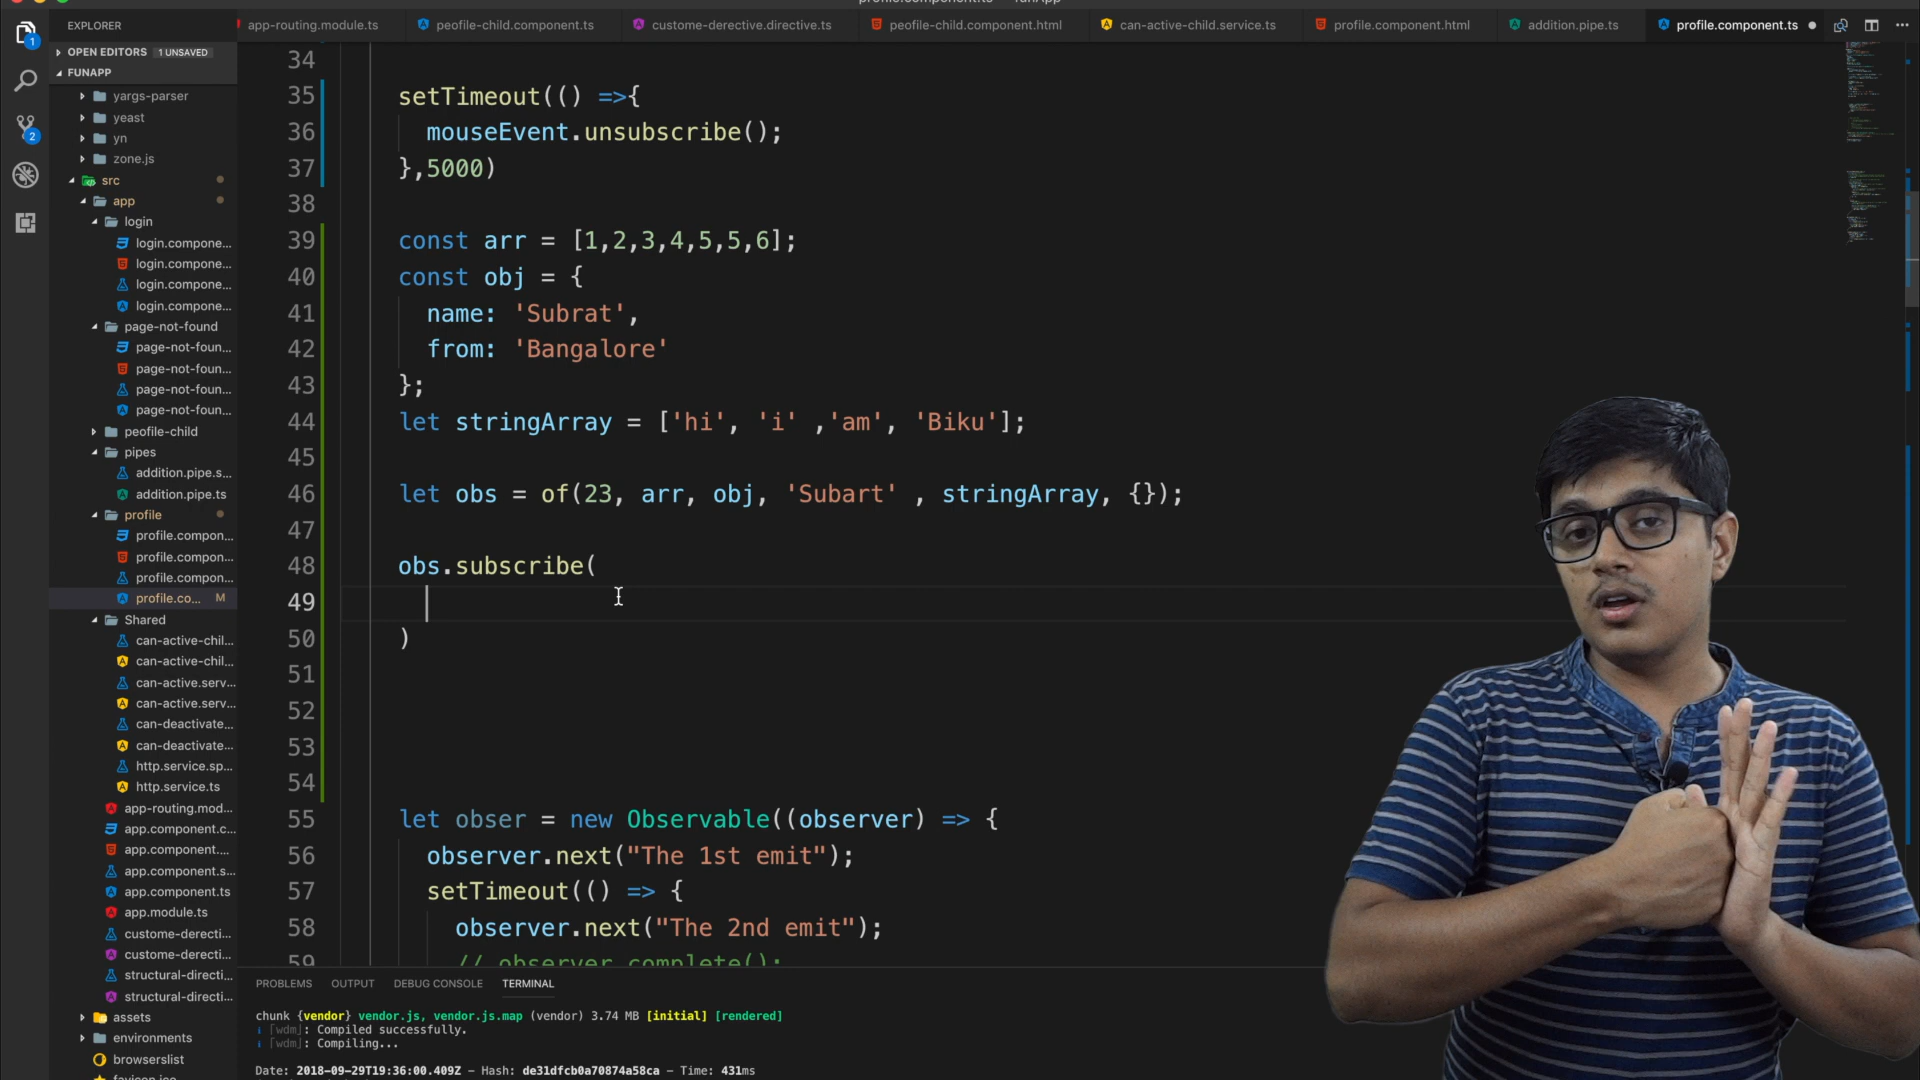 profile.component.ts — funApp
EXPLORER
app-routing.module.ts
peofile-child.component.ts
custome-derective.directive.ts
peofile-child.component.html
can-active-child.service.ts
profile.component.html
addition.pipe.ts
profile.component.ts
1
2
OPEN EDITORS 1 UNSAVED
FUNAPP
yargs-parser
yeast
yn
zone.js
src
app
login
login.compone...
login.compone...
login.compone...
login.compone...
page-not-found
page-not-foun...
page-not-foun...
page-not-foun...
page-not-foun...
peofile-child
pipes
addition.pipe.s...
addition.pipe.ts
profile
profile.compon...
profile.compon...
profile.compon...
profile.co... M
Shared
can-active-chil...
can-active-chil...
can-active.serv...
can-active.serv...
can-deactivate...
can-deactivate...
http.service.sp...
http.service.ts
app-routing.mod...
app.component.c...
app.component....
app.component.s...
app.component.ts
app.module.ts
custome-derecti...
custome-derecti...
structural-directi...
structural-directi...
assets
environments
browserslist
favicon.ico
34
35 setTimeout(() =>{
36 mouseEvent.unsubscribe();
37 },5000)
38
39 const arr = [1,2,3,4,5,5,6];
40 const obj = {
41 name: 'Subrat',
42 from: 'Bangalore'
43 };
44 let stringArray = ['hi', 'i' ,'am', 'Biku'];
45
46 let obs = of(23, arr, obj, 'Subart' , stringArray, {});
47
48 obs.subscribe(
49
50 )
51
52
53
54
55 let obser = new Observable((observer) => {
56 observer.next("The 1st emit");
57 setTimeout(() => {
58 observer.next("The 2nd emit");
59 // observer.complete();
PROBLEMS OUTPUT DEBUG CONSOLE TERMINAL
chunk {vendor} vendor.js, vendor.js.map (vendor) 3.74 MB [initial] [rendered]
i ｢wdm｣: Compiled successfully.
i ｢wdm｣: Compiling...
Date: 2018-09-29T19:36:00.409Z - Hash: de31dfcb0a70874a58ca - Time: 431ms